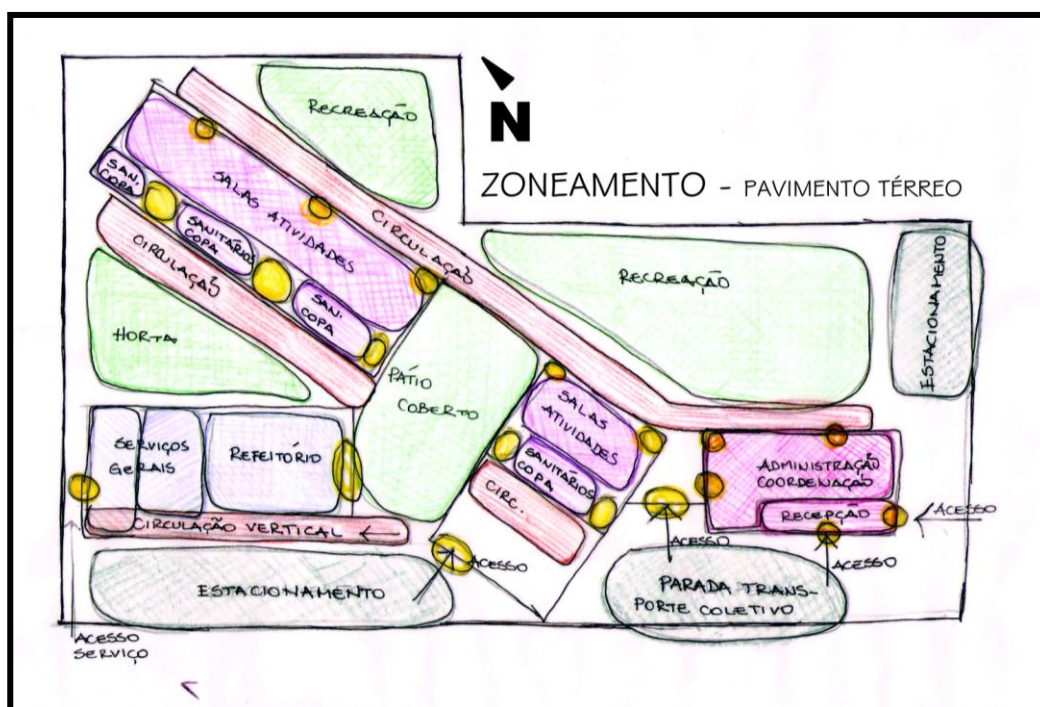 RECREAÇÃO
N
ZONEAMENTO - PAVIMENTO TÉRREO
SAN.
COPA
SALAS ATIVIDADES
SANITÁRIOS
COPA
SAN.
COPA
CIRCULAÇÃO
CIRCULAÇÃO
HORTA
RECREAÇÃO
ESTACIONAMENTO
PÁTIO
COBERTO
SALAS
ATIVIDADES
SANITÁRIOS
COPA
CIRC.
SERVIÇOS
GERAIS
REFEITÓRIO
CIRCULAÇÃO VERTICAL
ADMINISTRAÇÃO
COORDENAÇÃO
RECEPÇÃO
ACESSO
ACESSO
ACESSO
ACESSO
ESTACIONAMENTO
PARADA TRANS-
PORTE COLETIVO
ACESSO
SERVIÇO